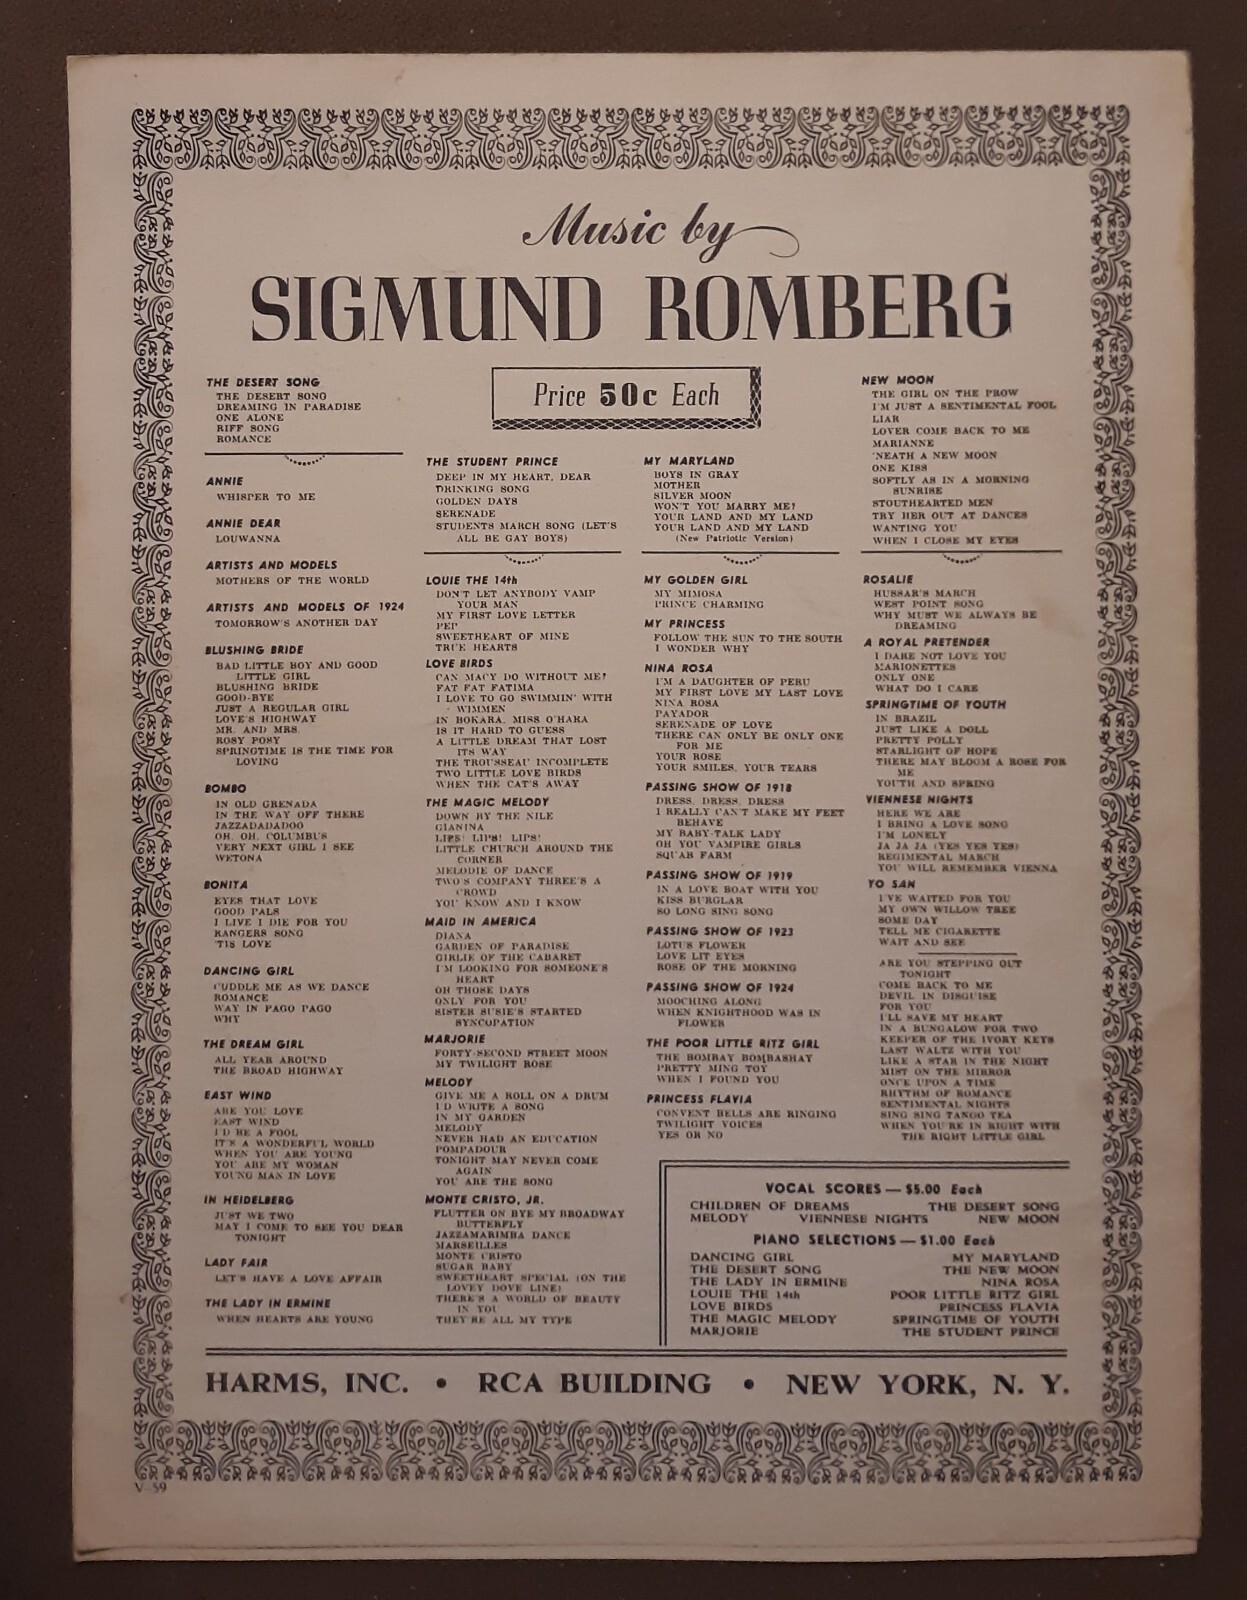 Music by
SIGMUND ROMBERG
Price 50c Each
THE DESERT SONG
THE DESERT SONG
DREAMING IN PARADISE
ONE ALONE
RIFF SONG
ROMANCE
ANNIE
WHISPER TO ME
ANNIE DEAR
LOUWANNA
ARTISTS AND MODELS
MOTHERS OF THE WORLD
ARTISTS AND MODELS OF 1924
TOMORROW'S ANOTHER DAY
BLUSHING BRIDE
BAD LITTLE BOY AND GOOD
LITTLE GIRL
BLUSHING BRIDE
GOOD-BYE
JUST A REGULAR GIRL
LOVE'S HIGHWAY
MR. AND MRS.
ROSY POSY
SPRINGTIME IS THE TIME FOR
LOVING
BOMBO
IN OLD GRENADA
IN THE WAY OFF THERE
JAZZADADADOO
OH, OH, COLUMBUS
VERY NEXT GIRL I SEE
WETONA
BONITA
EYES THAT LOVE
GOOD PALS
I LIVE I DIE FOR YOU
RANGERS SONG
'TIS LOVE
DANCING GIRL
CUDDLE ME AS WE DANCE
ROMANCE
WAY IN PAGO PAGO
WHY
THE DREAM GIRL
ALL YEAR AROUND
THE BROAD HIGHWAY
EAST WIND
ARE YOU LOVE
EAST WIND
I'D BE A FOOL
IT'S A WONDERFUL WORLD
WHEN YOU ARE YOUNG
YOU ARE MY WOMAN
YOUNG MAN IN LOVE
IN HEIDELBERG
JUST WE TWO
MAY I COME TO SEE YOU DEAR
TONIGHT
LADY FAIR
LET'S HAVE A LOVE AFFAIR
THE LADY IN ERMINE
WHEN HEARTS ARE YOUNG
THE STUDENT PRINCE
DEEP IN MY HEART, DEAR
DRINKING SONG
GOLDEN DAYS
SERENADE
STUDENTS MARCH SONG (LET'S
ALL BE GAY BOYS)
LOUIE THE 14th
DON'T LET ANYBODY VAMP
YOUR MAN
MY FIRST LOVE LETTER
PEP
SWEETHEART OF MINE
TRUE HEARTS
LOVE BIRDS
CAN MACY DO WITHOUT ME?
FAT FAT FATIMA
I LOVE TO GO SWIMMIN' WITH
WIMMEN
IN BOKARA, MISS O'HARA
IS IT HARD TO GUESS
A LITTLE DREAM THAT LOST
ITS WAY
THE TROUSSEAU INCOMPLETE
TWO LITTLE LOVE BIRDS
WHEN THE CAT'S AWAY
THE MAGIC MELODY
DOWN BY THE NILE
GIANINA
LIPS! LIPS! LIPS!
LITTLE CHURCH AROUND THE
CORNER
MELODIE OF DANCE
TWO'S COMPANY THREE'S A
CROWD
YOU KNOW AND I KNOW
MAID IN AMERICA
DIANA
GARDEN OF PARADISE
GIRLIE OF THE CABARET
I'M LOOKING FOR SOMEONE'S
HEART
OH THOSE DAYS
ONLY FOR YOU
SISTER SUSIE'S STARTED
SYNCOPATION
MARJORIE
FORTY-SECOND STREET MOON
MY TWILIGHT ROSE
MELODY
GIVE ME A ROLL ON A DRUM
I'D WRITE A SONG
IN MY GARDEN
MELODY
NEVER HAD AN EDUCATION
POMPADOUR
TONIGHT MAY NEVER COME
AGAIN
YOU ARE THE SONG
MONTE CRISTO, JR.
FLUTTER ON BYE MY BROADWAY
BUTTERFLY
JAZZAMARIMBA DANCE
MARSEILLES
MONTE CRISTO
SUGAR BABY
SWEETHEART SPECIAL (ON THE
LOVEY DOVE LINE)
THERE'S A WORLD OF BEAUTY
IN YOU
THEY'RE ALL MY TYPE
MY MARYLAND
BOYS IN GRAY
MOTHER
SILVER MOON
WON'T YOU MARRY ME?
YOUR LAND AND MY LAND
YOUR LAND AND MY LAND
(New Patriotic Version)
MY GOLDEN GIRL
MY MIMOSA
PRINCE CHARMING
MY PRINCESS
FOLLOW THE SUN TO THE SOUTH
I WONDER WHY
NINA ROSA
I'M A DAUGHTER OF PERU
MY FIRST LOVE MY LAST LOVE
NINA ROSA
PAYADOR
SERENADE OF LOVE
THERE CAN ONLY BE ONLY ONE
FOR ME
YOUR ROSE
YOUR SMILES, YOUR TEARS
PASSING SHOW OF 1918
DRESS, DRESS, DRESS
I REALLY CAN'T MAKE MY FEET
BEHAVE
MY BABY-TALK LADY
OH YOU VAMPIRE GIRLS
SQUAB FARM
PASSING SHOW OF 1919
IN A LOVE BOAT WITH YOU
KISS BURGLAR
SO LONG SING SONG
PASSING SHOW OF 1923
LOTUS FLOWER
LOVE LIT EYES
ROSE OF THE MORNING
PASSING SHOW OF 1924
MOOCHING ALONG
WHEN KNIGHTHOOD WAS IN
FLOWER
THE POOR LITTLE RITZ GIRL
THE BOMBAY BOMBASHAY
PRETTY MING TOY
WHEN I FOUND YOU
PRINCESS FLAVIA
CONVENT BELLS ARE RINGING
TWILIGHT VOICES
YES OR NO
NEW MOON
THE GIRL ON THE PROW
I'M JUST A SENTIMENTAL FOOL
LIAR
LOVER COME BACK TO ME
MARIANNE
'NEATH A NEW MOON
ONE KISS
SOFTLY AS IN A MORNING
SUNRISE
STOUTHEARTED MEN
TRY HER OUT AT DANCES
WANTING YOU
WHEN I CLOSE MY EYES
ROSALIE
HUSSAR'S MARCH
WEST POINT SONG
WHY MUST WE ALWAYS BE
DREAMING
A ROYAL PRETENDER
I DARE NOT LOVE YOU
MARIONETTES
ONLY ONE
WHAT DO I CARE
SPRINGTIME OF YOUTH
IN BRAZIL
JUST LIKE A DOLL
PRETTY POLLY
STARLIGHT OF HOPE
THERE MAY BLOOM A ROSE FOR
ME
YOUTH AND SPRING
VIENNESE NIGHTS
HERE WE ARE
I BRING A LOVE SONG
I'M LONELY
JA JA JA (YES YES YES)
REGIMENTAL MARCH
YOU WILL REMEMBER VIENNA
YO SAN
I'VE WAITED FOR YOU
MY OWN WILLOW TREE
SOME DAY
TELL ME CIGARETTE
WAIT AND SEE
ARE YOU STEPPING OUT
TONIGHT
COME BACK TO ME
DEVIL IN DISGUISE
FOR YOU
I'LL SAVE MY HEART
IN A BUNGALOW FOR TWO
KEEPER OF THE IVORY KEYS
LAST WALTZ WITH YOU
LIKE A STAR IN THE NIGHT
MIST ON THE MIRROR
ONCE UPON A TIME
RHYTHM OF ROMANCE
SENTIMENTAL NIGHTS
SING SING TANGO TEA
WHEN YOU'RE IN RIGHT WITH
THE RIGHT LITTLE GIRL
VOCAL SCORES — $5.00 Each
CHILDREN OF DREAMS THE DESERT SONG
MELODY VIENNESE NIGHTS NEW MOON
PIANO SELECTIONS — $1.00 Each
DANCING GIRL MY MARYLAND
THE DESERT SONG THE NEW MOON
THE LADY IN ERMINE NINA ROSA
LOUIE THE 14th POOR LITTLE RITZ GIRL
LOVE BIRDS PRINCESS FLAVIA
THE MAGIC MELODY SPRINGTIME OF YOUTH
MARJORIE THE STUDENT PRINCE
HARMS, INC. • RCA BUILDING • NEW YORK, N. Y.
V-59